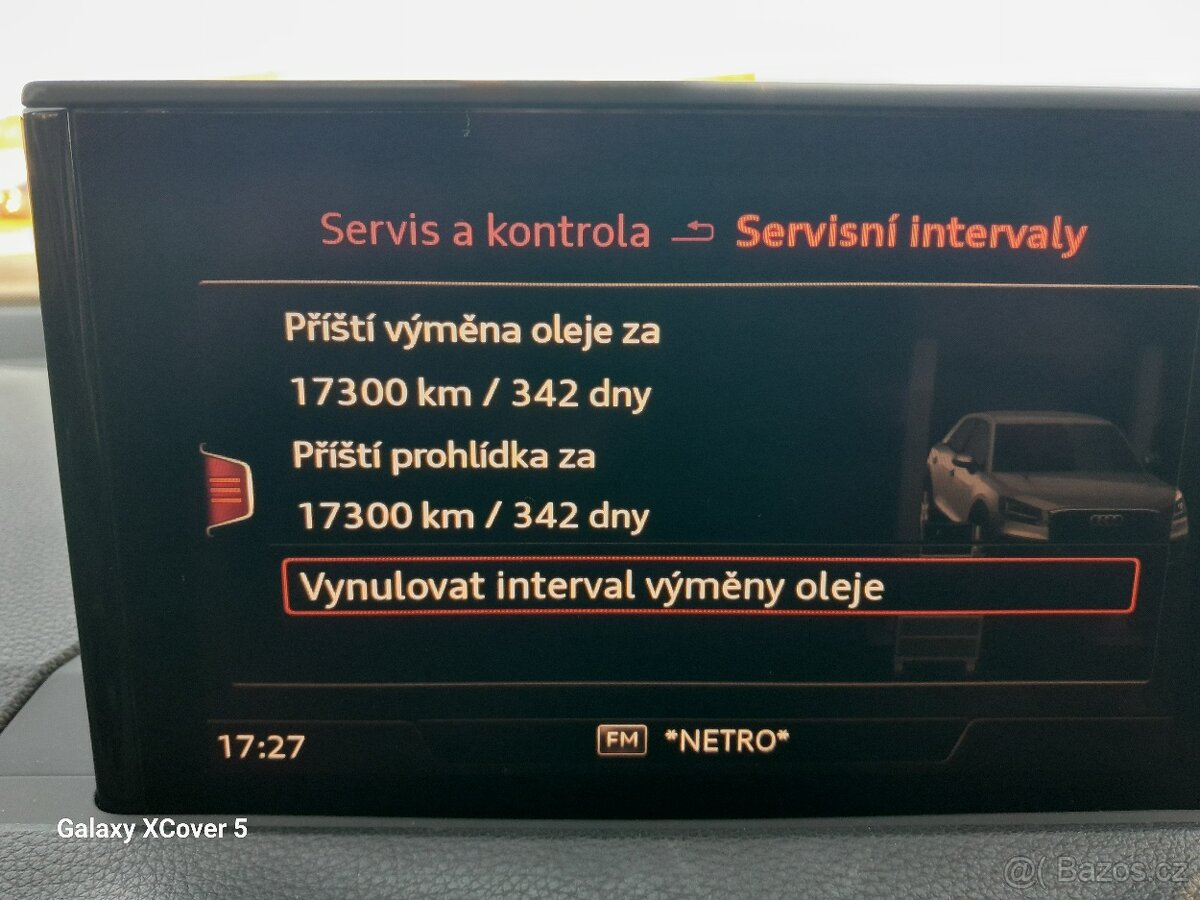 Servis a kontrola Servisní intervaly
Příští výměna oleje za
17300 km / 342 dny
Příští prohlídka za
17300 km / 342 dny
Vynulovat interval výměny oleje
17:27 FM *NETRO*
Galaxy XCover 5
@( Bazos.cz